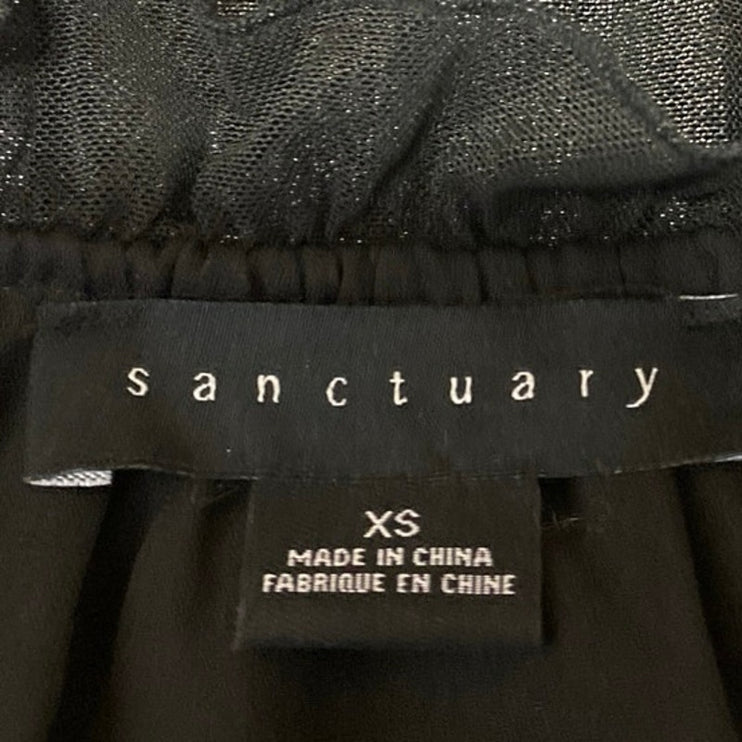 sanctuary
XS
MADE IN CHINA
FABRIQUE EN CHINE